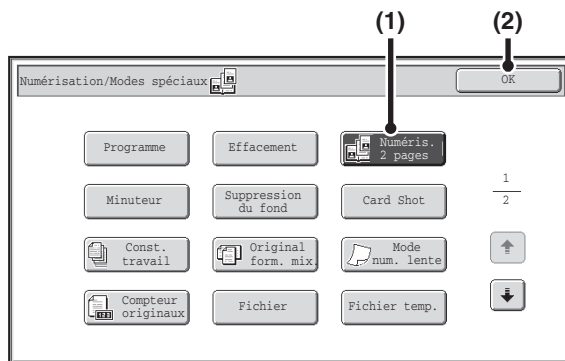 (1) (2)
Numérisation/Modes spéciaux
OK
Programme
Effacement
Numéris.
2 pages
Minuteur
Suppression
du fond
Card Shot
1
2
Const.
travail
Original
form. mix.
Mode
num. lente
Compteur
originaux
123
Fichier
Fichier temp.